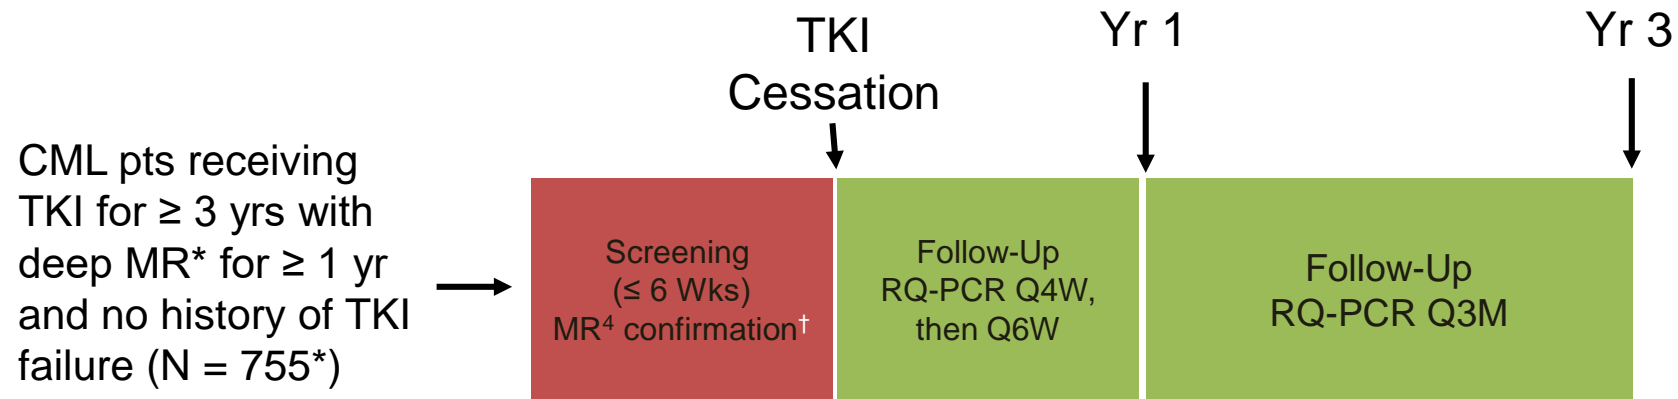 TKI
Cessation
Yr 1
Yr 3
CML pts receiving
TKI for ≥ 3 yrs with
deep MR* for ≥ 1 yr
and no history of TKI
failure (N = 755*)
Screening
(≤ 6 Wks)
MR⁴ confirmation†
Follow-Up
RQ-PCR Q4W,
then Q6W
Follow-Up
RQ-PCR Q3M